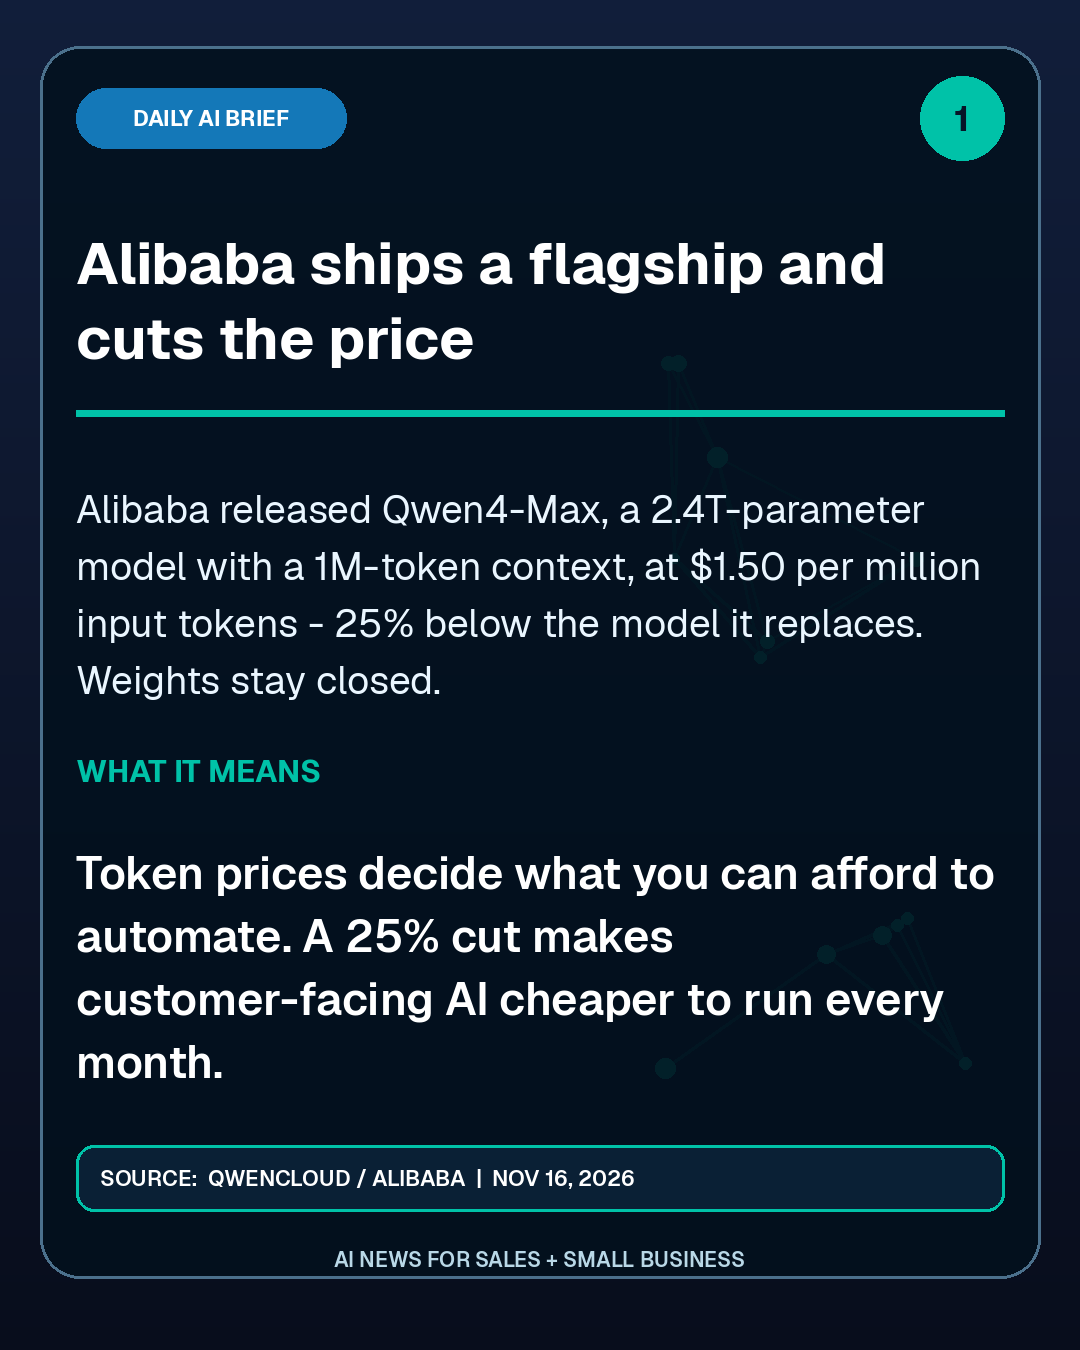 DAILY AI BRIEF
1
Alibaba ships a flagship and
cuts the price
Alibaba released Qwen4-Max, a 2.4T-parameter
model with a 1M-token context, at $1.50 per million
input tokens - 25% below the model it replaces.
Weights stay closed.
WHAT IT MEANS
Token prices decide what you can afford to
automate. A 25% cut makes
customer-facing AI cheaper to run every
month.
SOURCE: QWENCLOUD / ALIBABA | NOV 16, 2026
AI NEWS FOR SALES + SMALL BUSINESS